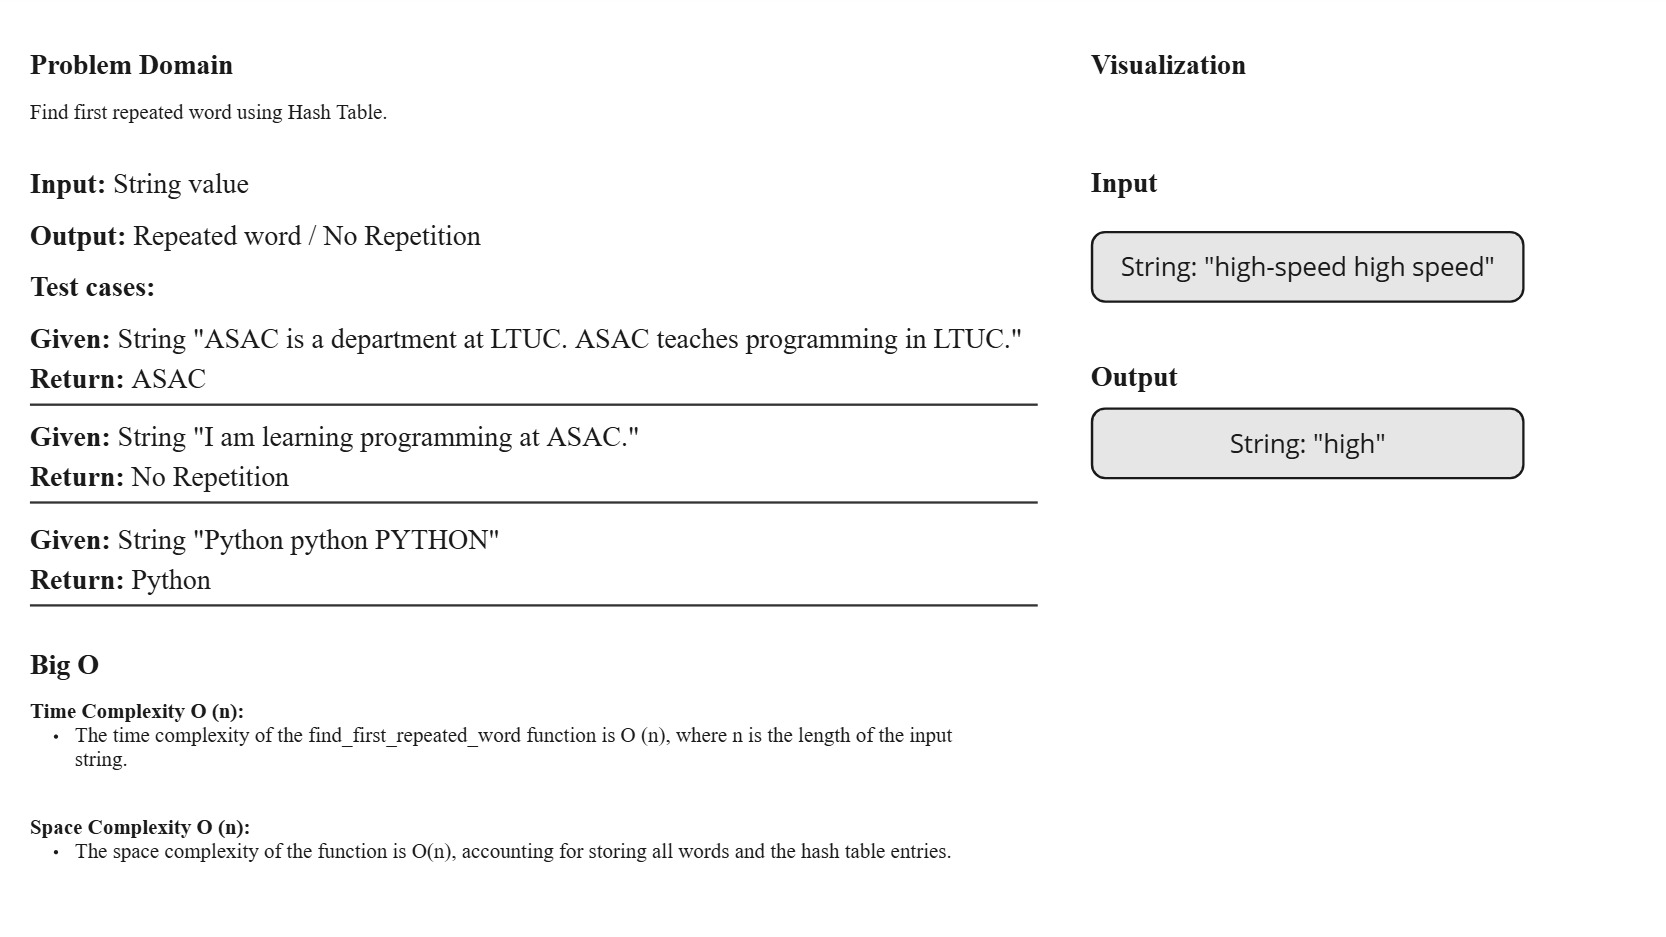 Problem Domain
Find first repeated word using Hash Table.
Input: String value
Output: Repeated word / No Repetition
Test cases:
Given: String "ASAC is a department at LTUC. ASAC teaches programming in LTUC."
Return: ASAC
Given: String "I am learning programming at ASAC."
Return: No Repetition
Given: String "Python python PYTHON"
Return: Python
Big O
Time Complexity O (n):
• The time complexity of the find_first_repeated_word function is O (n), where n is the length of the input
string.
Space Complexity O (n):
• The space complexity of the function is O(n), accounting for storing all words and the hash table entries.
Visualization
Input
String: "high-speed high speed"
Output
String: "high"